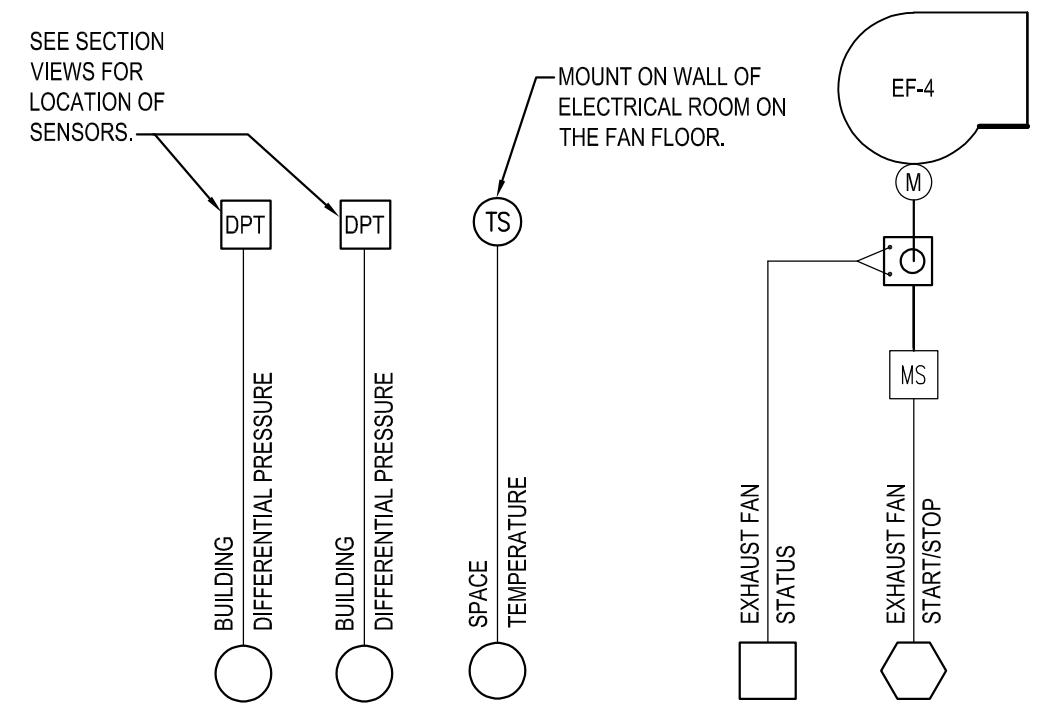 SEE SECTION
VIEWS FOR
LOCATION OF
SENSORS.
MOUNT ON WALL OF
ELECTRICAL ROOM ON
THE FAN FLOOR.
EF-4
M
DPT
DPT
TS
MS
BUILDING
DIFFERENTIAL PRESSURE
BUILDING
DIFFERENTIAL PRESSURE
SPACE
TEMPERATURE
EXHAUST FAN
STATUS
EXHAUST FAN
START/STOP